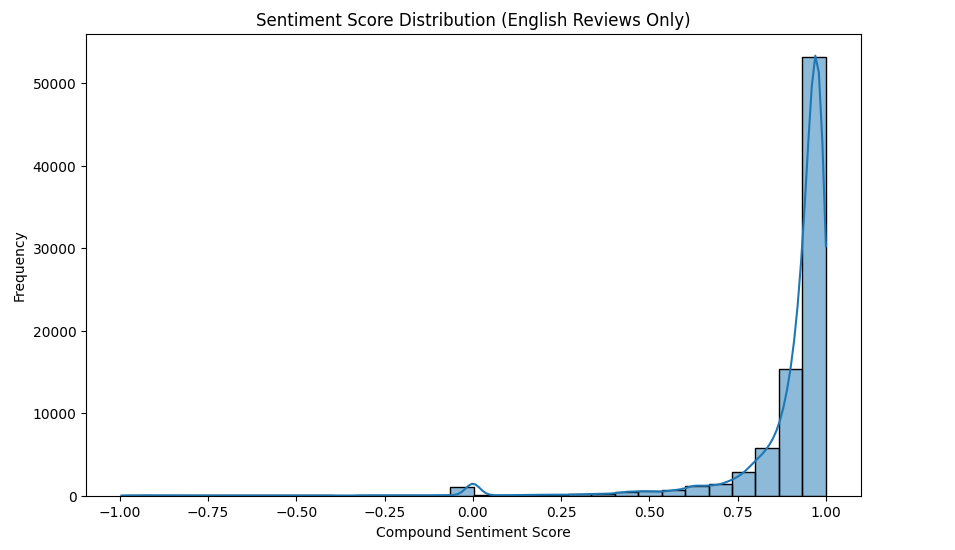 Sentiment Score Distribution (English Reviews Only)
50000
40000
30000
20000
10000
0
Frequency
−1.00 −0.75 −0.50 −0.25 0.00 0.25 0.50 0.75 1.00
Compound Sentiment Score